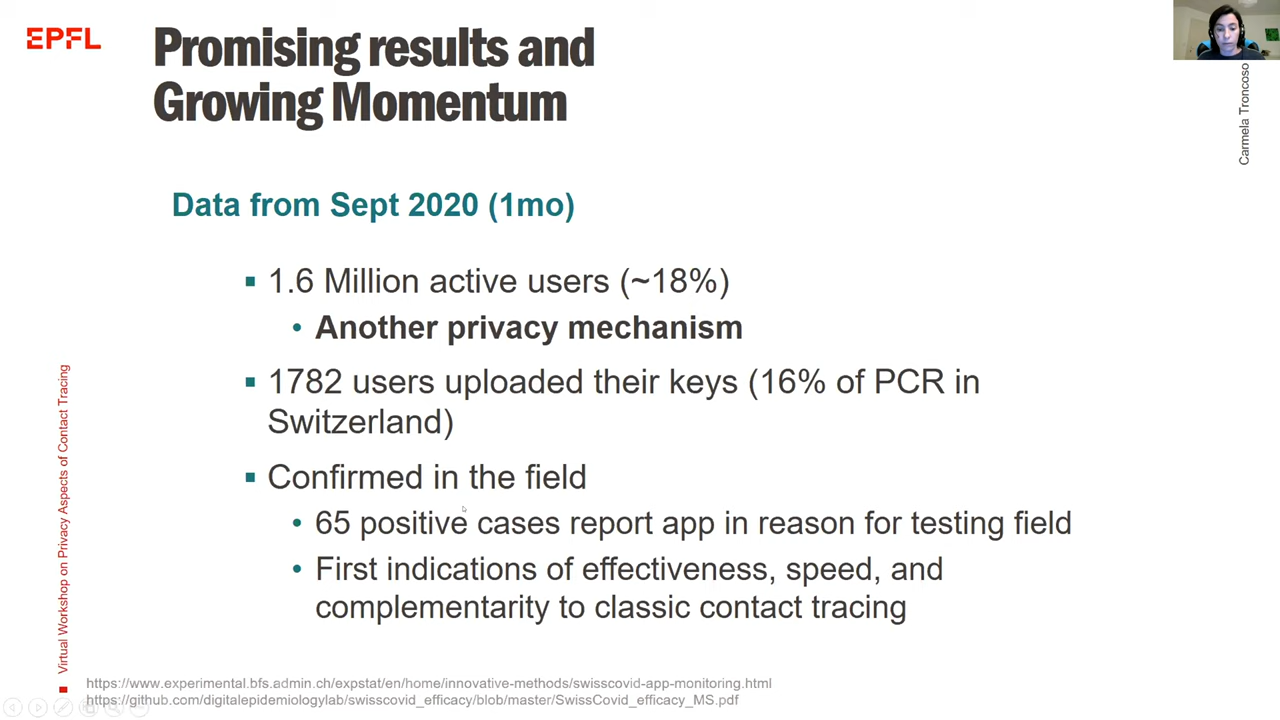 EPFL
Promising results and
Growing Momentum
Carmela Troncoso
Data from Sept 2020 (1mo)
▪ 1.6 Million active users (~18%)
• Another privacy mechanism
▪ 1782 users uploaded their keys (16% of PCR in
Switzerland)
▪ Confirmed in the field
• 65 positive cases report app in reason for testing field
• First indications of effectiveness, speed, and
complementarity to classic contact tracing
Virtual Workshop on Privacy Aspects of Contact Tracing
https://www.experimental.bfs.admin.ch/expstat/en/home/innovative-methods/swisscovid-app-monitoring.html
https://github.com/digitalepidemiologylab/swisscovid_efficacy/blob/master/SwissCovid_efficacy_MS.pdf